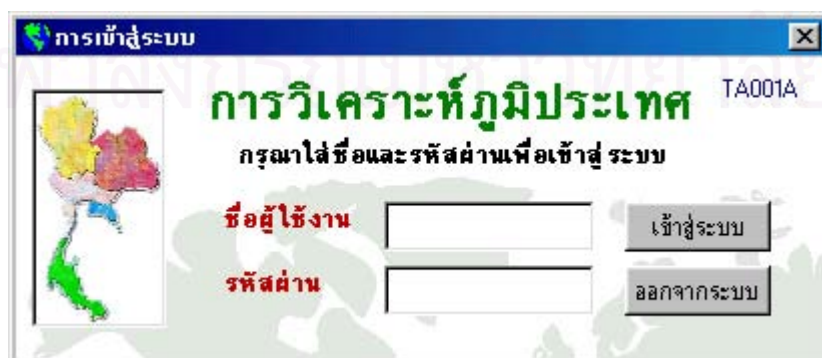 การเข้าสู่ระบบ
การวิเคราะห์ภูมิประเทศ
TA001A
กรุณาใส่ชื่อและรหัสผ่านเพื่อเข้าสู่ระบบ
ชื่อผู้ใช้งาน
เข้าสู่ระบบ
รหัสผ่าน
ออกจากระบบ